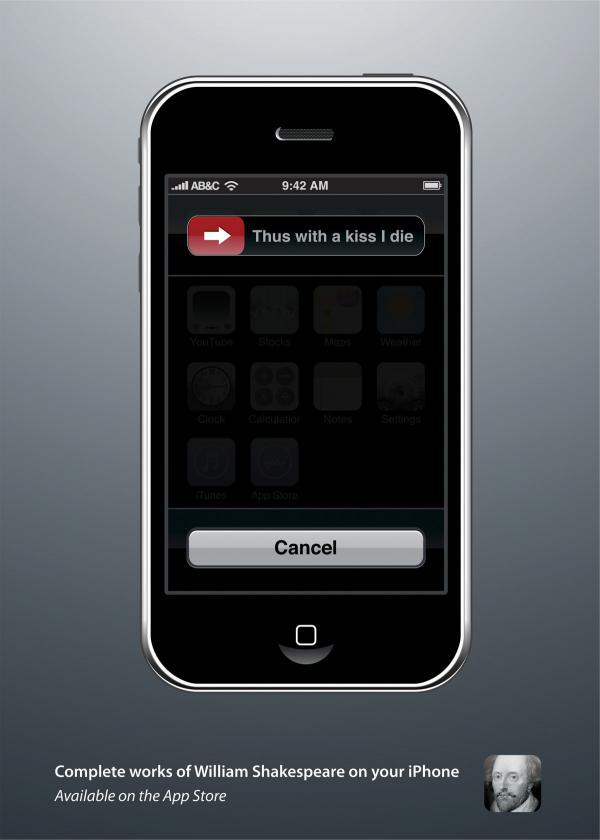 AB&C 9:42 AM
Thus with a kiss I die
YouTube Stocks Maps Weather
Clock Calculator Notes Settings
iTunes App Store
Cancel
Complete works of William Shakespeare on your iPhone
Available on the App Store